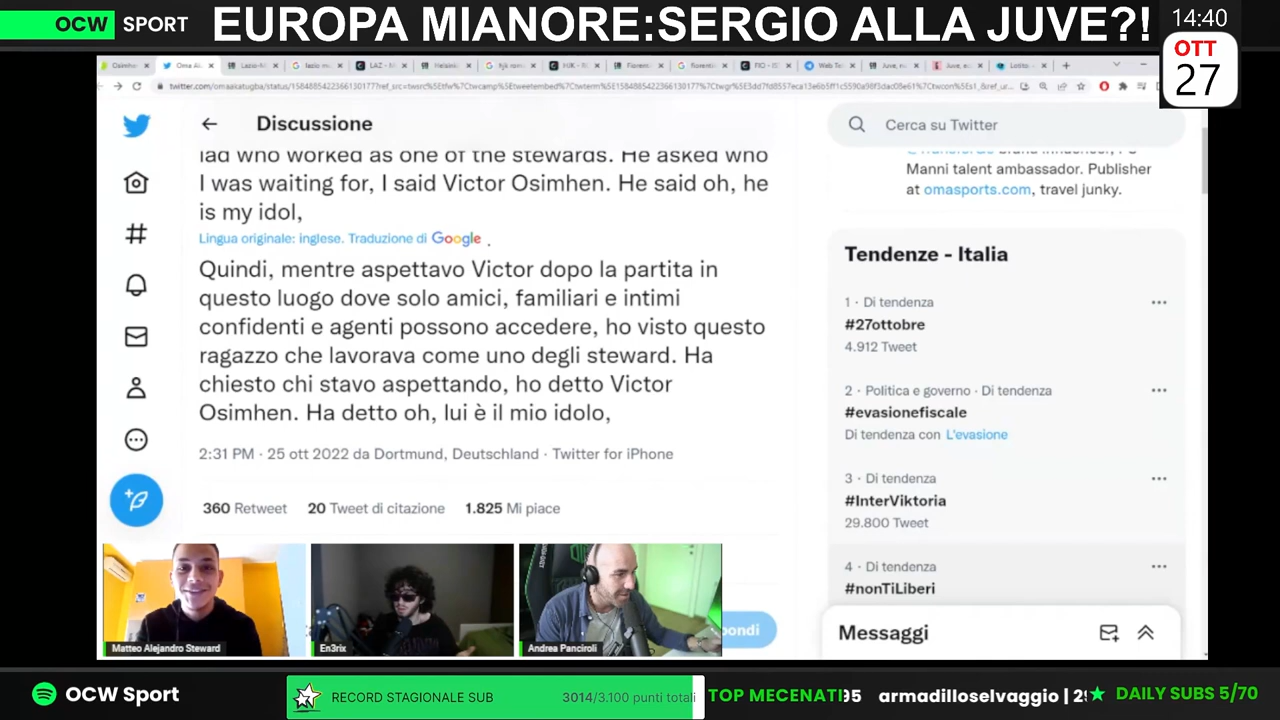 OCW SPORT
EUROPA MIANORE:SERGIO ALLA JUVE?!
14:40
OTT
27
Discussione
Cerca su Twitter
lad who worked as one of the stewards. He asked who
I was waiting for, I said Victor Osimhen. He said oh, he
is my idol,
Lingua originale: inglese. Traduzione di Google
Quindi, mentre aspettavo Victor dopo la partita in
questo luogo dove solo amici, familiari e intimi
confidenti e agenti possono accedere, ho visto questo
ragazzo che lavorava come uno degli steward. Ha
chiesto chi stavo aspettando, ho detto Victor
Osimhen. Ha detto oh, lui è il mio idolo,
2:31 PM · 25 ott 2022 da Dortmund, Deutschland · Twitter for iPhone
360 Retweet 20 Tweet di citazione 1.825 Mi piace
Manni talent ambassador. Publisher
at omasports.com, travel junky.
Tendenze - Italia
1 · Di tendenza
#27ottobre
4.912 Tweet
2 · Politica e governo · Di tendenza
#evasionefiscale
Di tendenza con L'evasione
3 · Di tendenza
#InterViktoria
29.800 Tweet
4 · Di tendenza
#nonTiLiberi
Messaggi
Matteo Alejandro Steward
En3rix
Andrea Panciroli
OCW Sport
RECORD STAGIONALE SUB 3014/3.100 punti totali
TOP MECENATI
armadilloselvaggio
DAILY SUBS 5/70